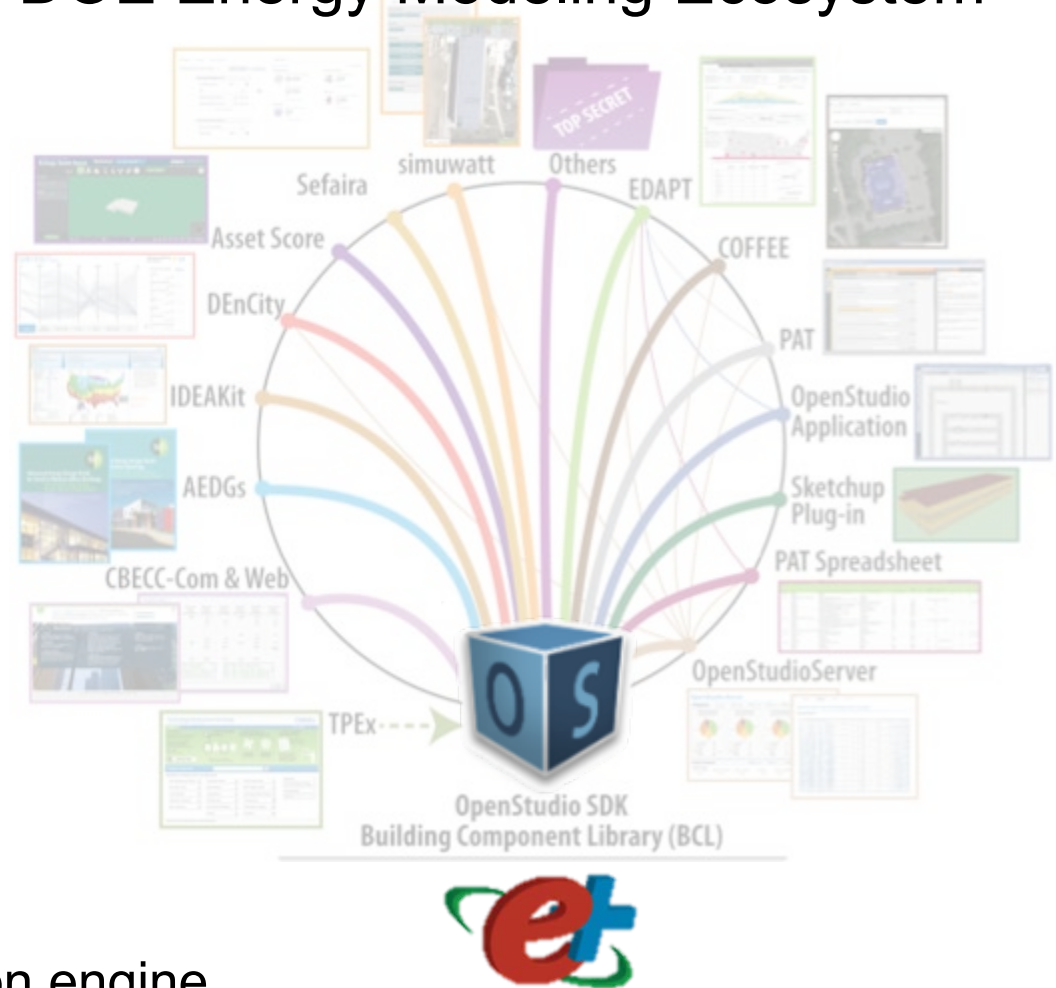 DOE Energy Modeling Ecosystem
TOP SECRET
simuwatt
Others
Sefaira
EDAPT
Asset Score
COFFEE
DEnCity
PAT
IDEAKit
OpenStudio
Application
AEDGs
Sketchup
Plug-in
PAT Spreadsheet
CBECC-Com & Web
OpenStudioServer
TPEx
O S
OpenStudio SDK
Building Component Library (BCL)
e+
on engine